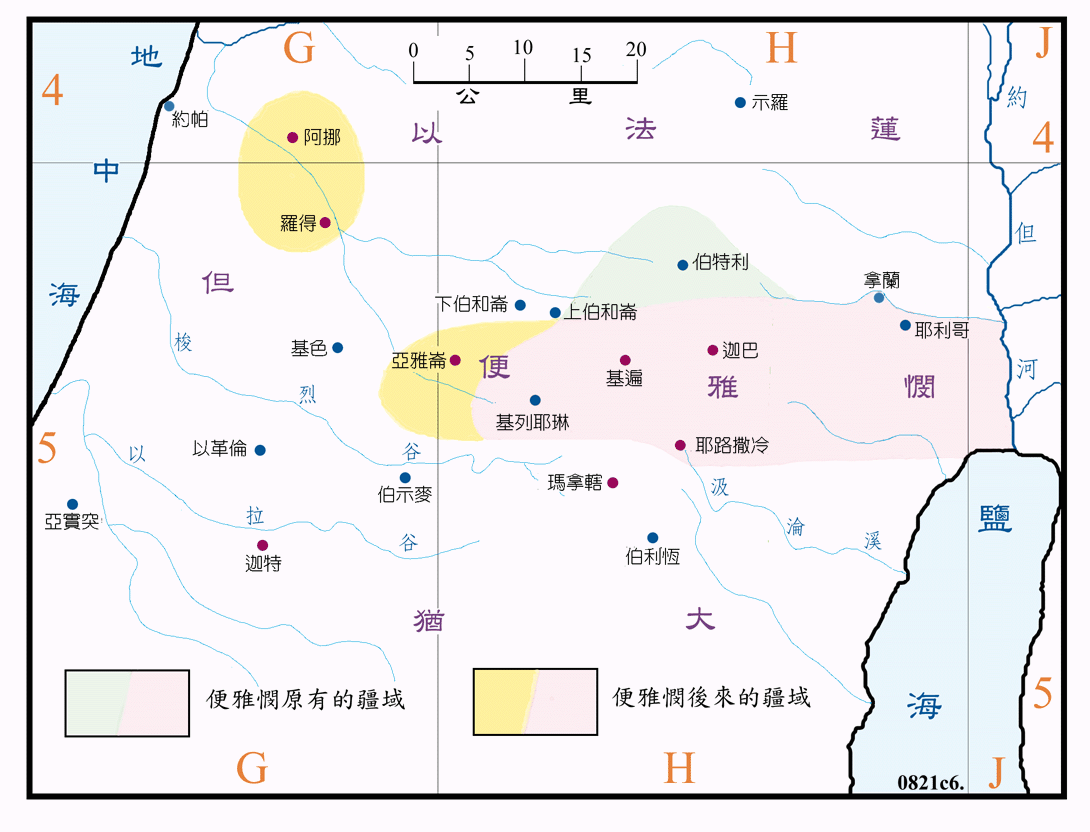 G
H
J
4
4
0 5 10 15 20
公里
地中海
約帕
阿挪
以法蓮
示羅
約但河
羅得
但
伯特利
拿蘭
下伯和崙
上伯和崙
耶利哥
梭烈谷
基色
亞雅崙
便雅憫
迦巴
基遍
基列耶琳
5
以革倫
耶路撒冷
以拉谷
伯示麥
瑪拿轄
汲淪溪
亞實突
迦特
伯利恆
鹽海
猶大
便雅憫原有的疆域
便雅憫後來的疆域
5
G
H
J
0821c6.